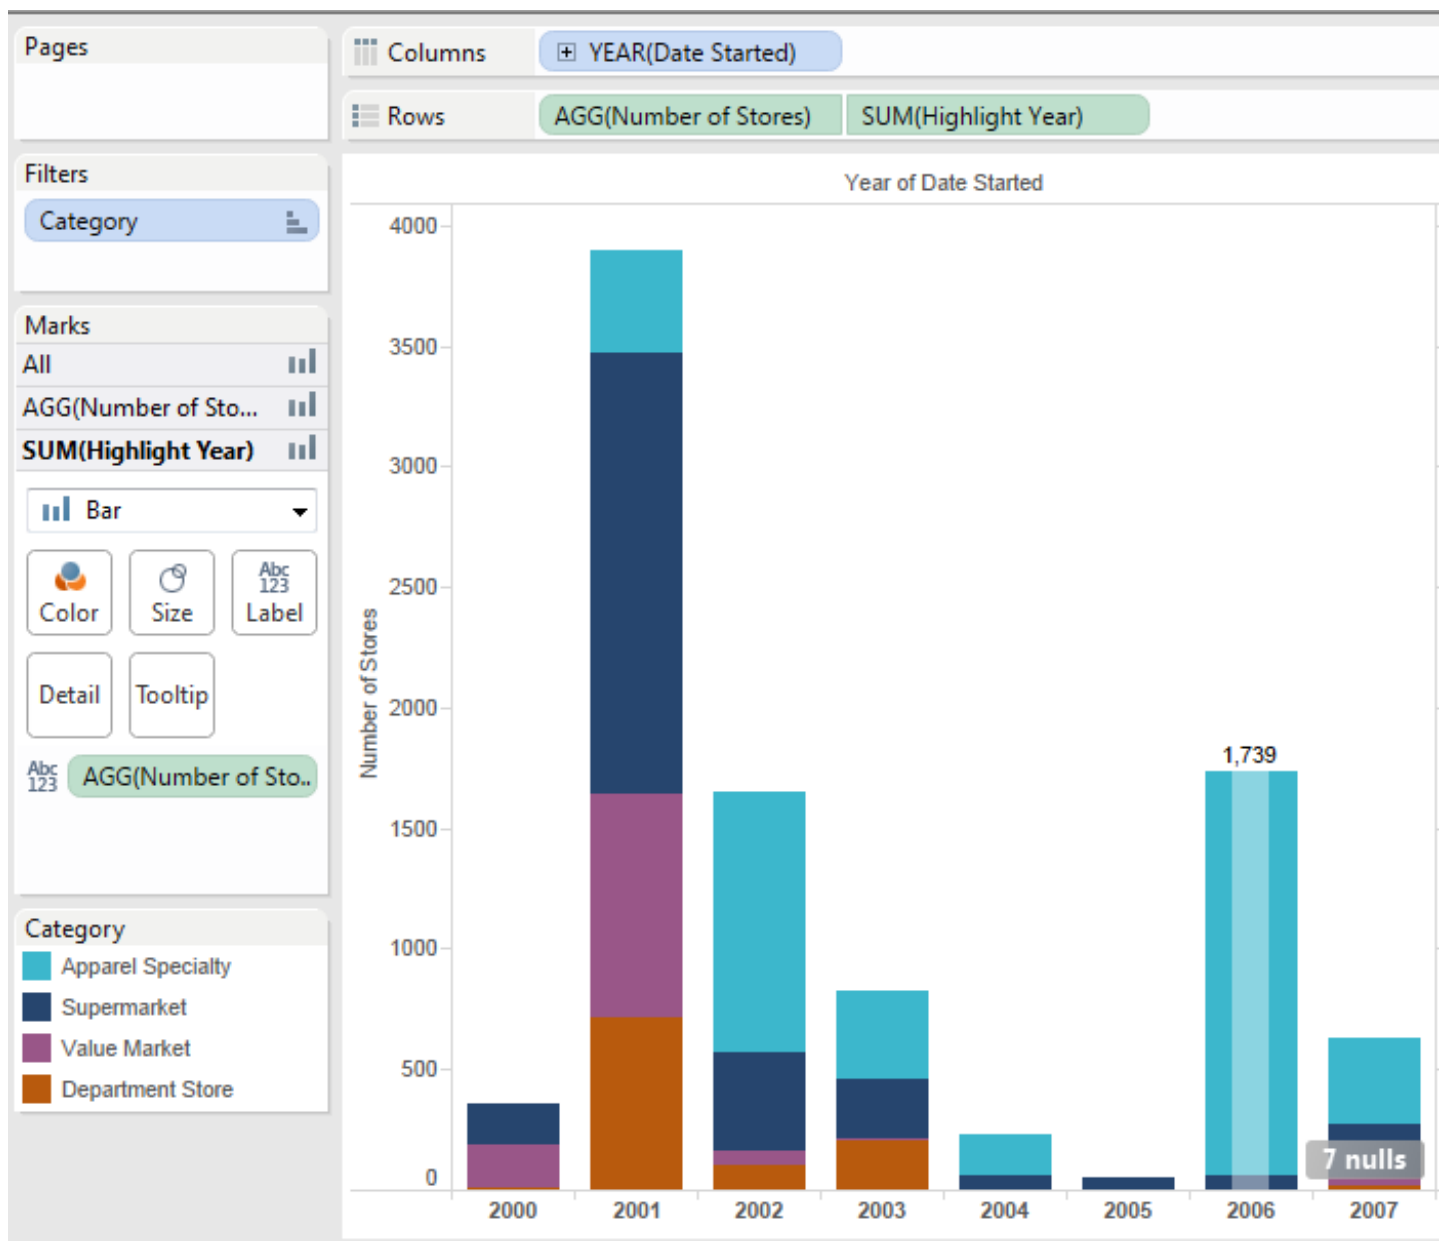 Pages
Columns
YEAR(Date Started)
Rows
AGG(Number of Stores)
SUM(Highlight Year)
Filters
Category
Marks
All
AGG(Number of Sto...
SUM(Highlight Year)
Bar
Color
Size
Abc
123
Label
Detail
Tooltip
Abc
123
AGG(Number of Sto..
Category
Apparel Specialty
Supermarket
Value Market
Department Store
Year of Date Started
Number of Stores
4000
3500
3000
2500
2000
1500
1000
500
0
1,739
7 nulls
2000
2001
2002
2003
2004
2005
2006
2007